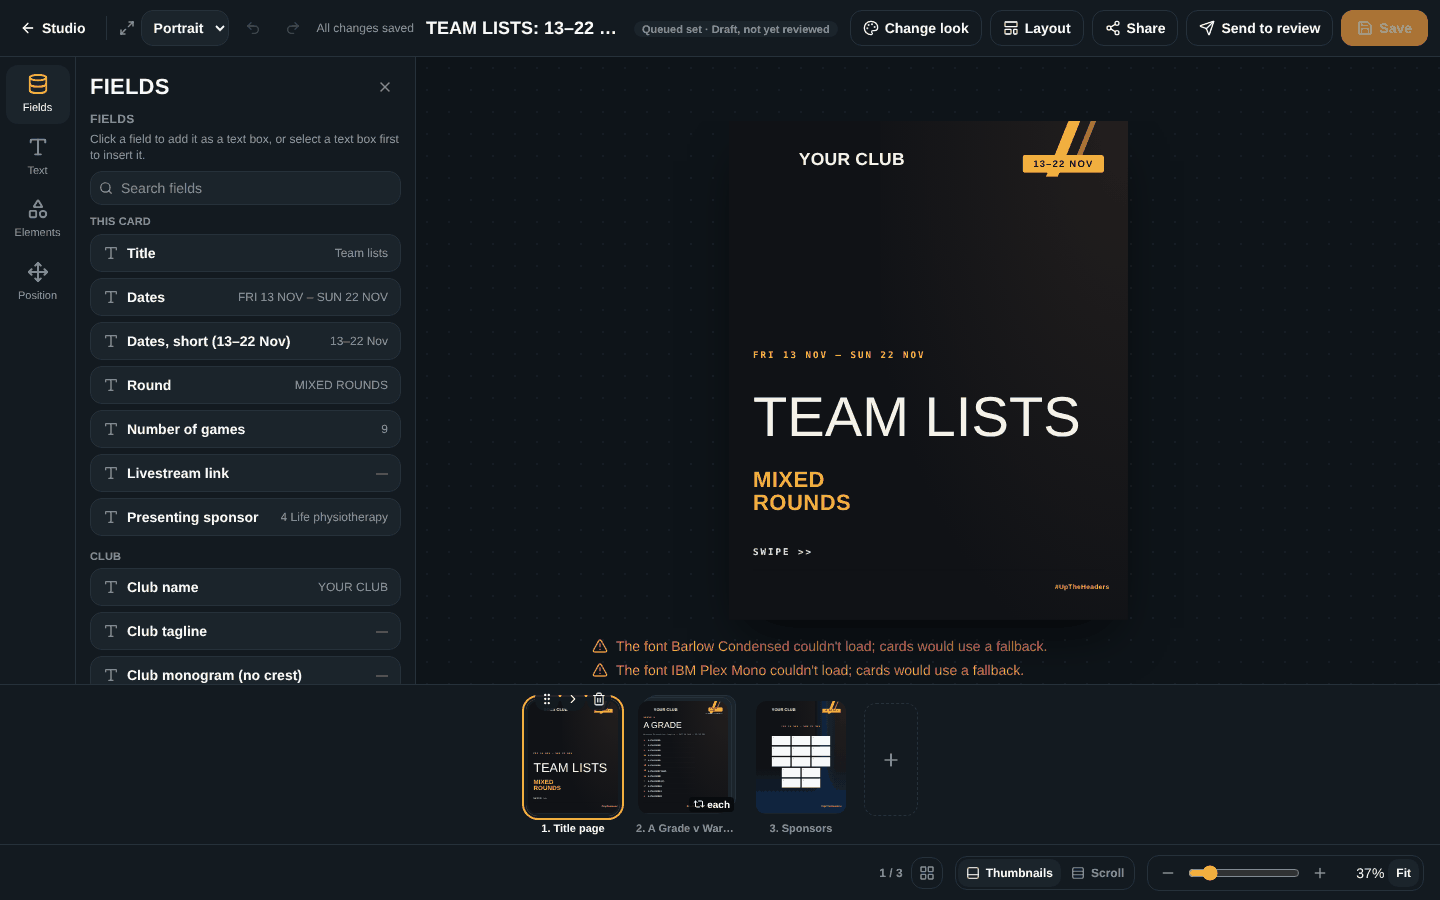 Studio
Portrait
All changes saved
TEAM LISTS: 13–22 ...
Queued set · Draft, not yet reviewed
Change look
Layout
Share
Send to review
Save
Fields
Text
Elements
Position
FIELDS
FIELDS
Click a field to add it as a text box, or select a text box first
to insert it.
Search fields
THIS CARD
Title
Team lists
Dates
FRI 13 NOV – SUN 22 NOV
Dates, short (13–22 Nov)
13–22 Nov
Round
MIXED ROUNDS
Number of games
9
Livestream link
—
Presenting sponsor
4 Life physiotherapy
CLUB
Club name
YOUR CLUB
Club tagline
—
Club monogram (no crest)
—
YOUR CLUB
13–22 NOV
FRI 13 NOV – SUN 22 NOV
TEAM LISTS
MIXED
ROUNDS
SWIPE >>
#UpTheHeaders
The font Barlow Condensed couldn't load; cards would use a fallback.
The font IBM Plex Mono couldn't load; cards would use a fallback.
TEAM LISTS
MIXED
ROUNDS
1. Title page
YOUR CLUB
A GRADE
each
2. A Grade v War...
YOUR CLUB
3. Sponsors
1 / 3
Thumbnails
Scroll
37%
Fit